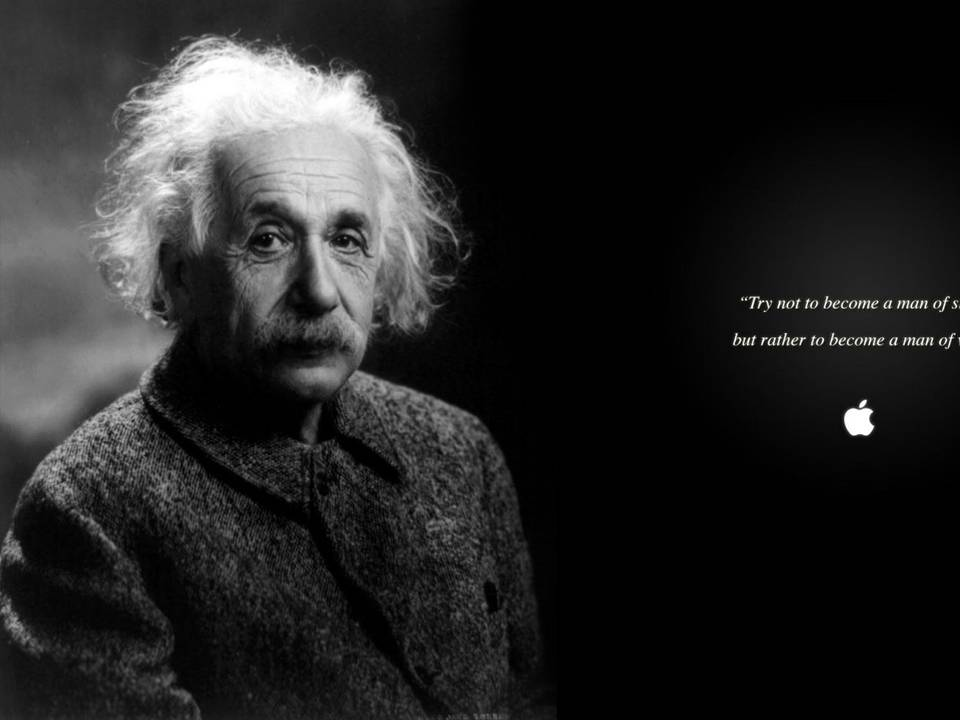 “Try not to become a man of
but rather to become a man of